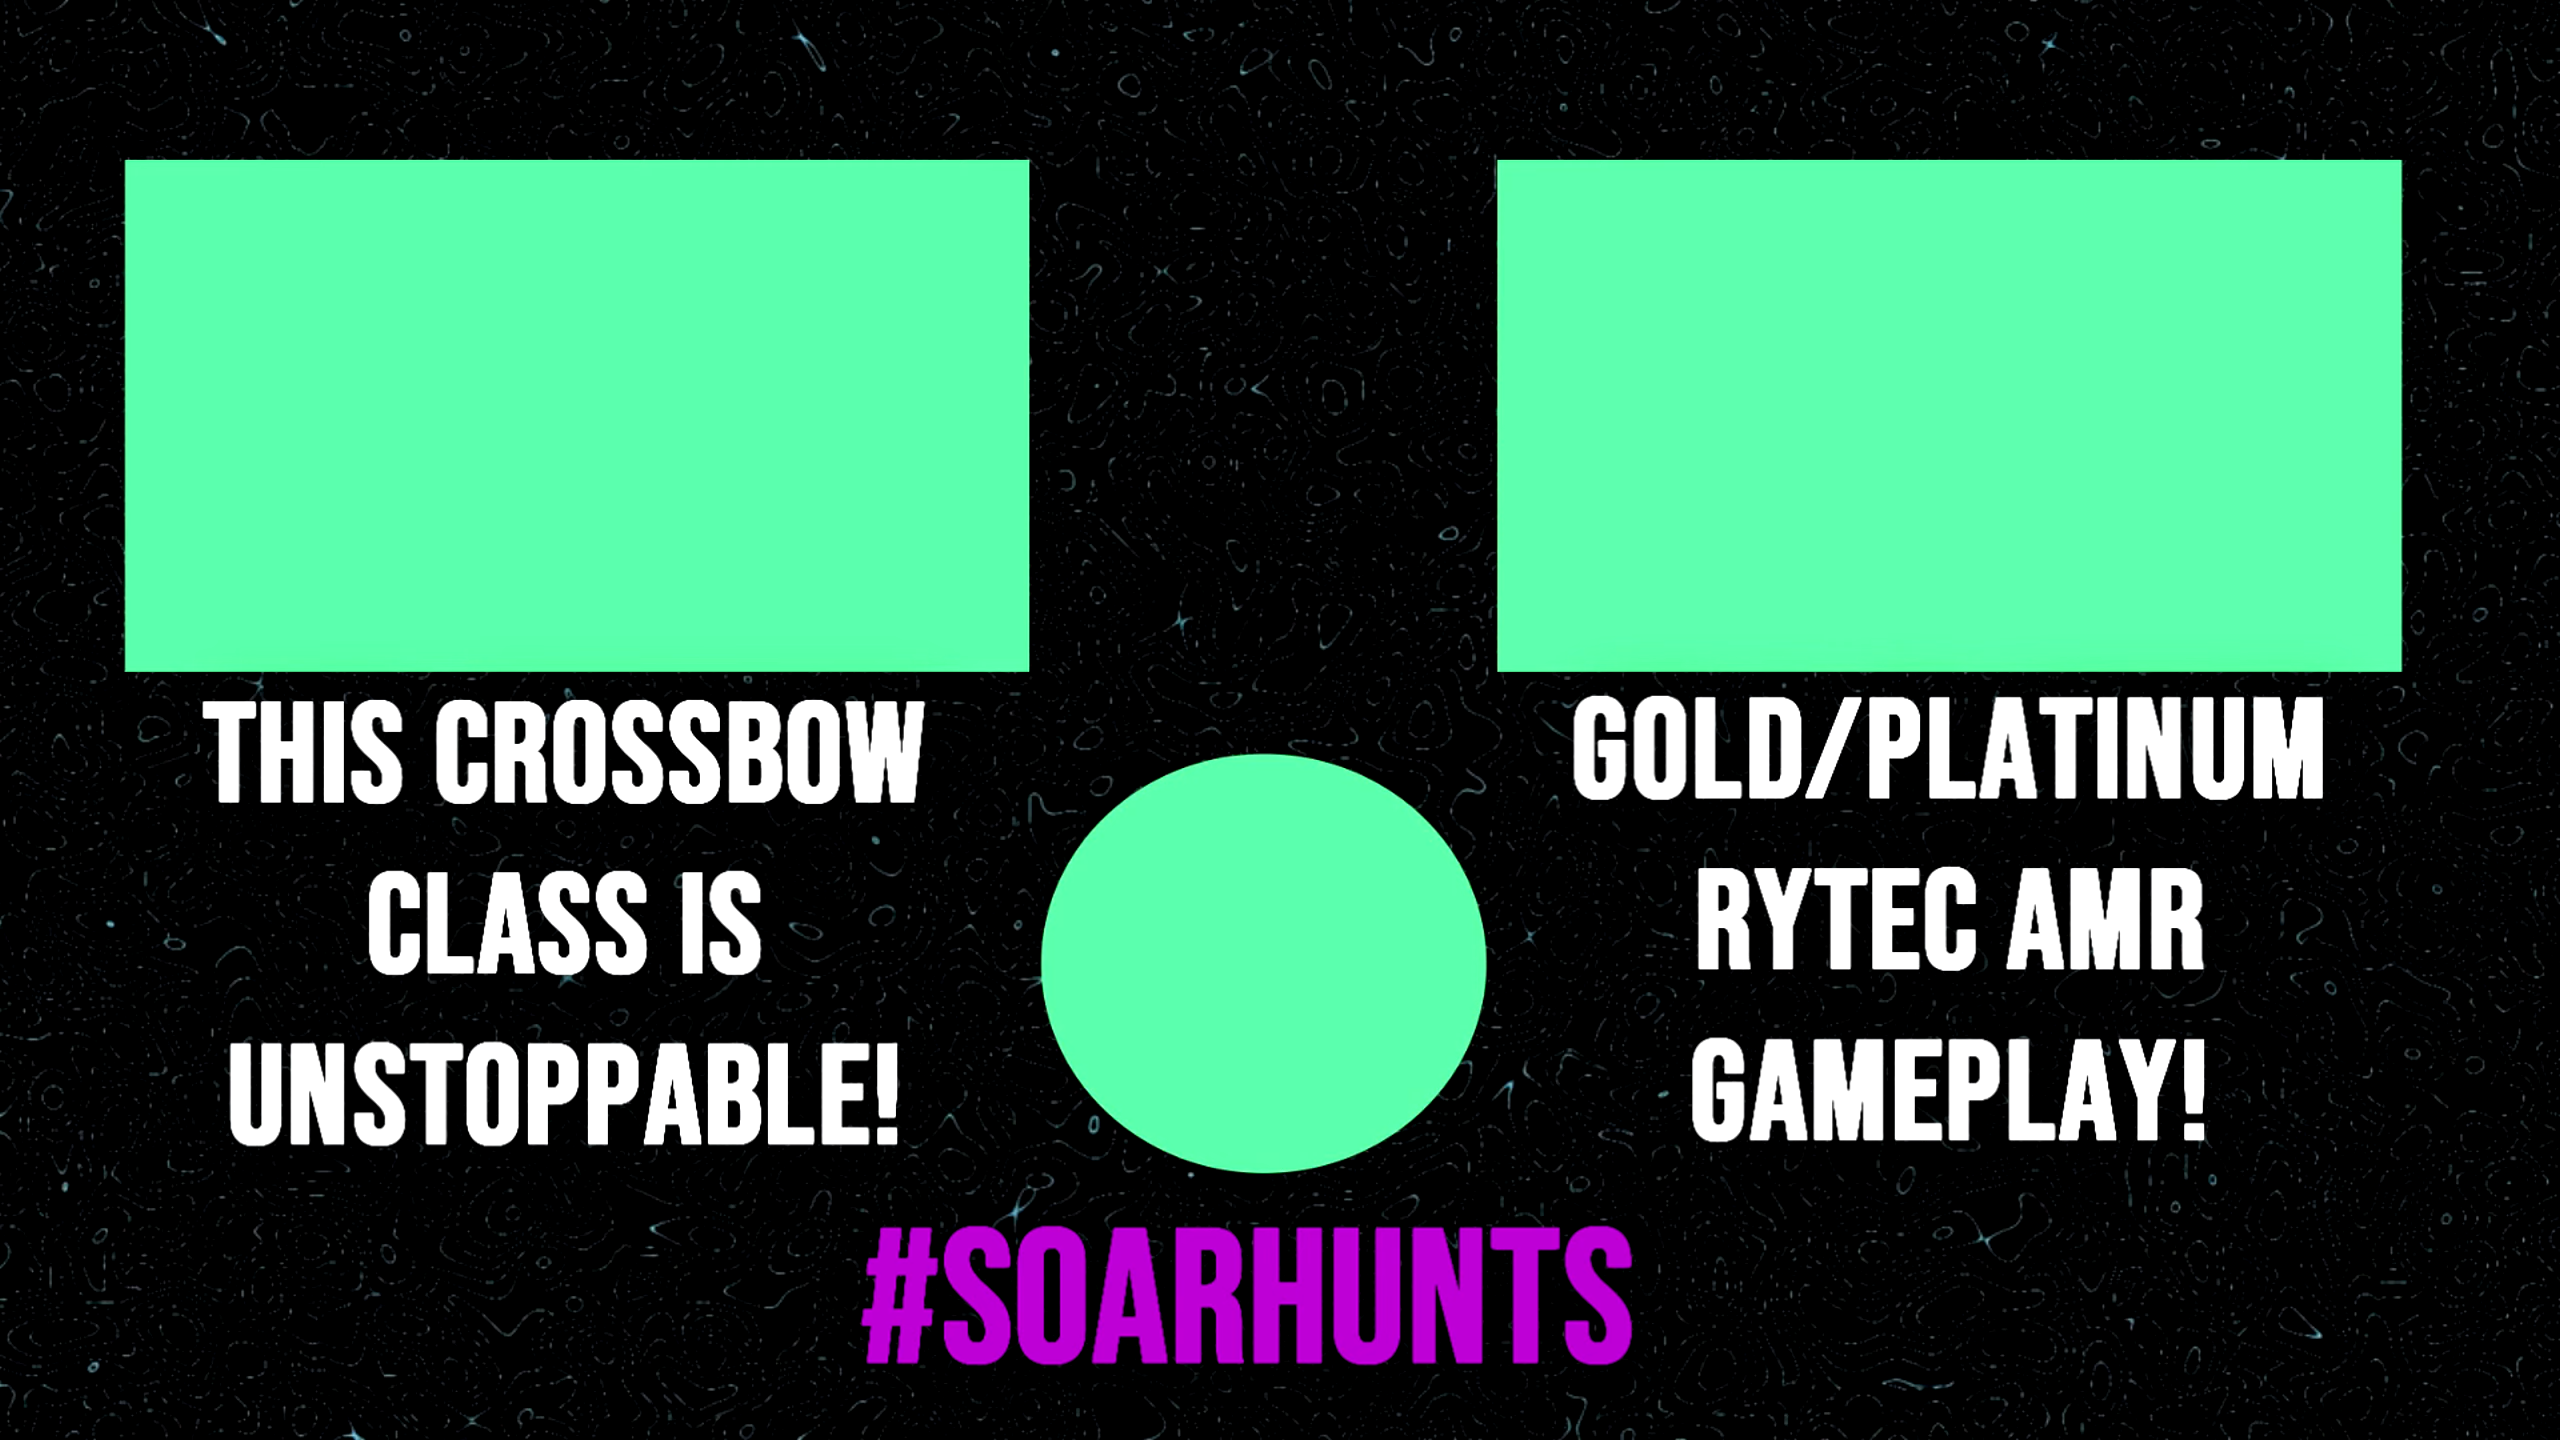 THIS CROSSBOW
CLASS IS
UNSTOPPABLE!
GOLD/PLATINUM
RYTEC AMR
GAMEPLAY!
#SOARHUNTS